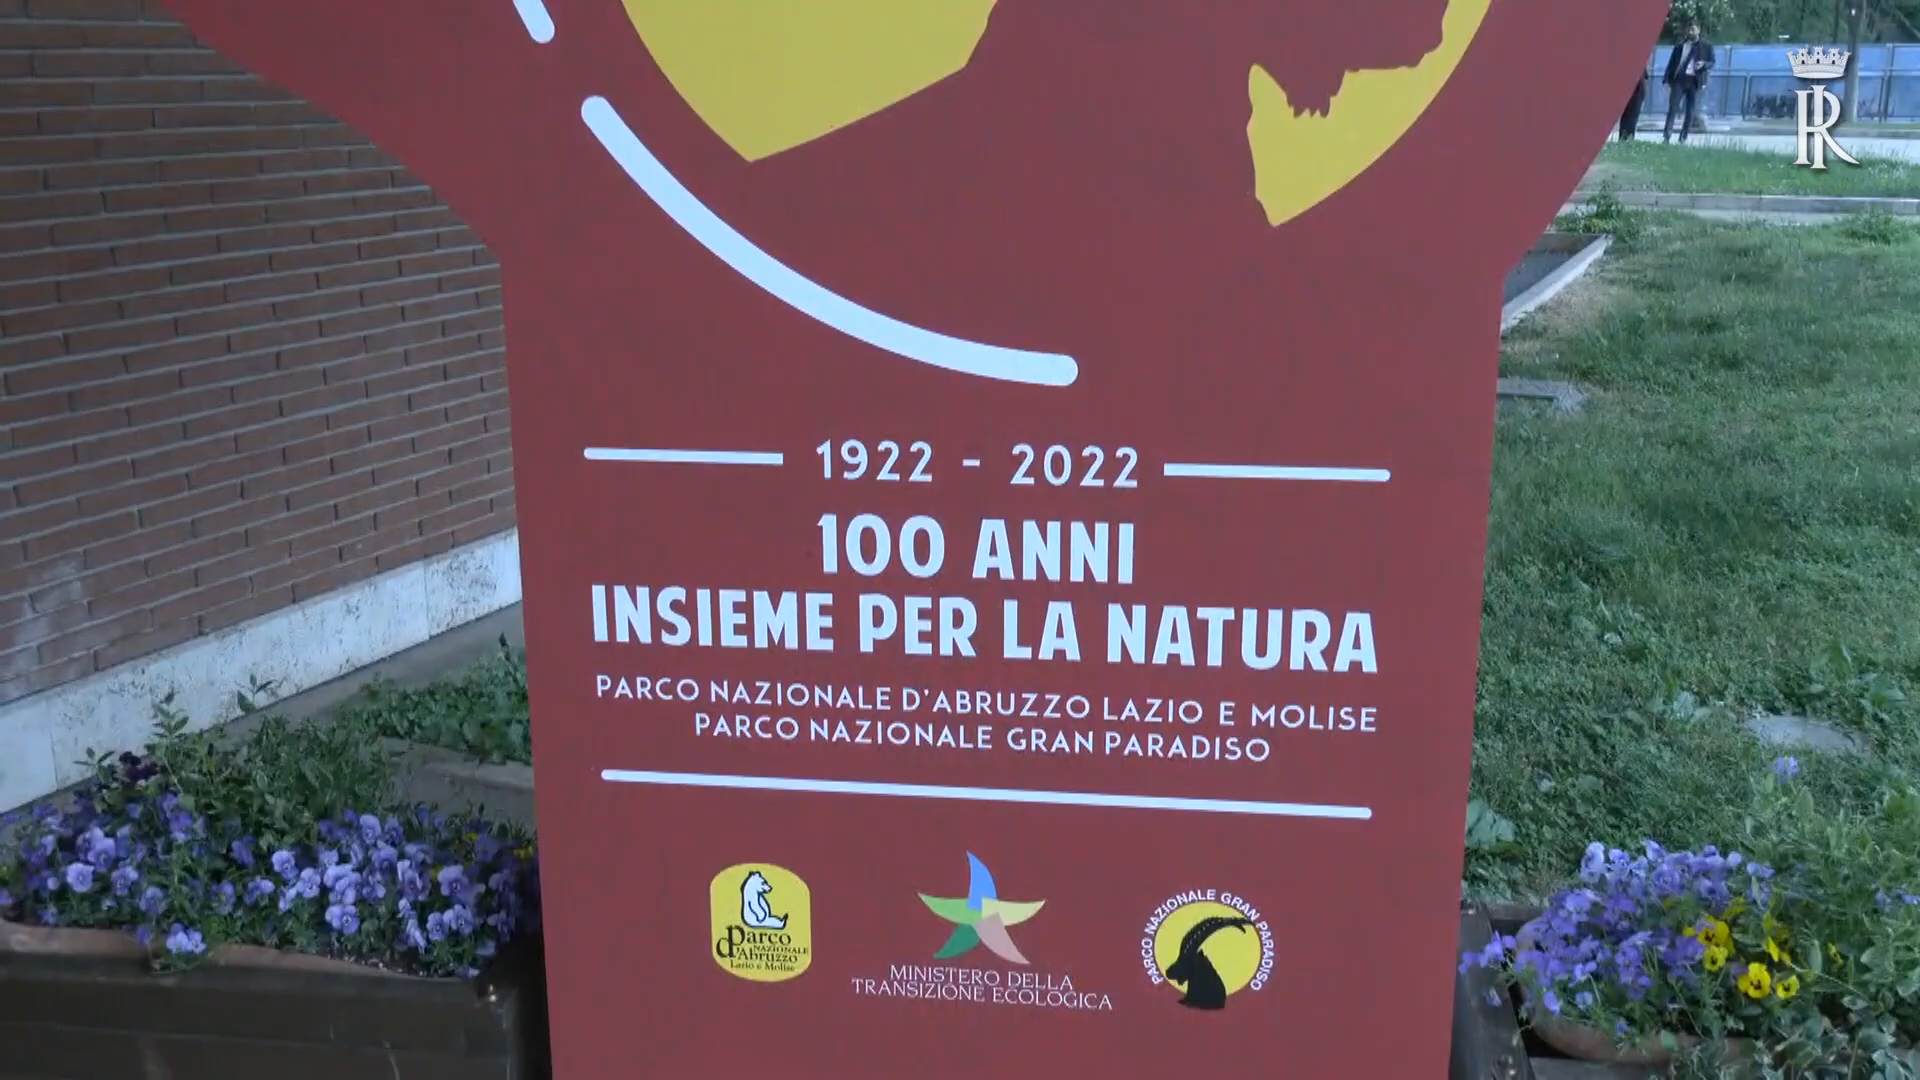 1922 - 2022
100 ANNI
INSIEME PER LA NATURA
PARCO NAZIONALE D'ABRUZZO LAZIO E MOLISE
PARCO NAZIONALE GRAN PARADISO
Parco
NAZIONALE
d'Abruzzo
Lazio e Molise
MINISTERO DELLA
TRANSIZIONE ECOLOGICA
PARCO NAZIONALE GRAN PARADISO
RI